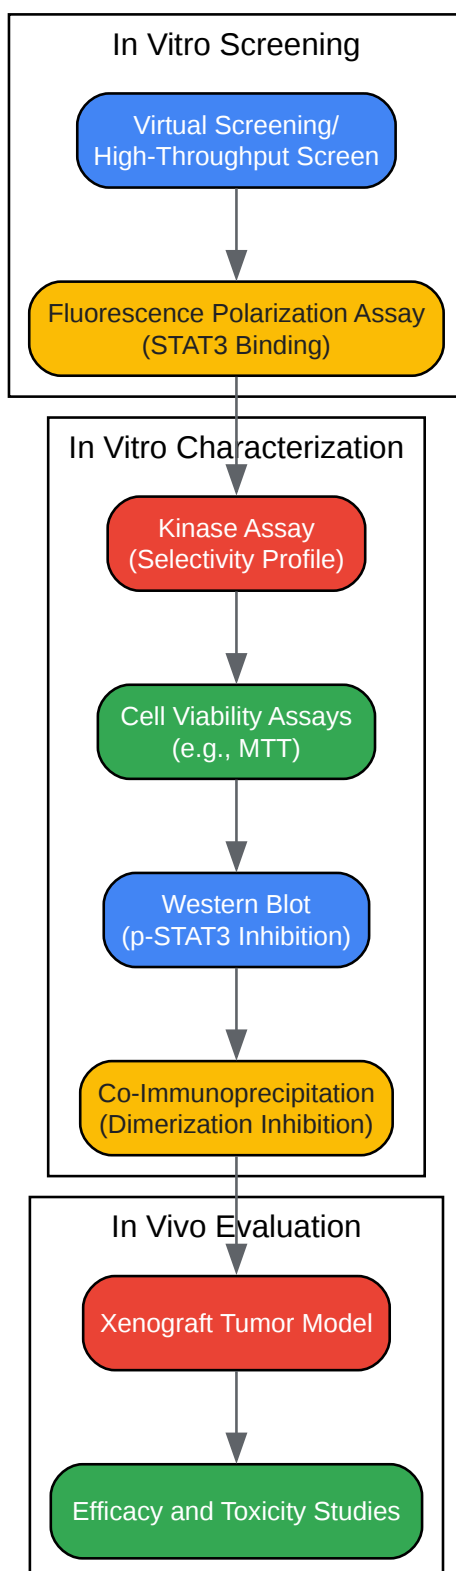 In Vitro Screening
Virtual Screening/
High-Throughput Screen
Fluorescence Polarization Assay
(STAT3 Binding)
In Vitro Characterization
Kinase Assay
(Selectivity Profile)
Cell Viability Assays
(e.g., MTT)
Western Blot
(p-STAT3 Inhibition)
Co-Immunoprecipitation
(Dimerization Inhibition)
In Vivo Evaluation
Xenograft Tumor Model
Efficacy and Toxicity Studies